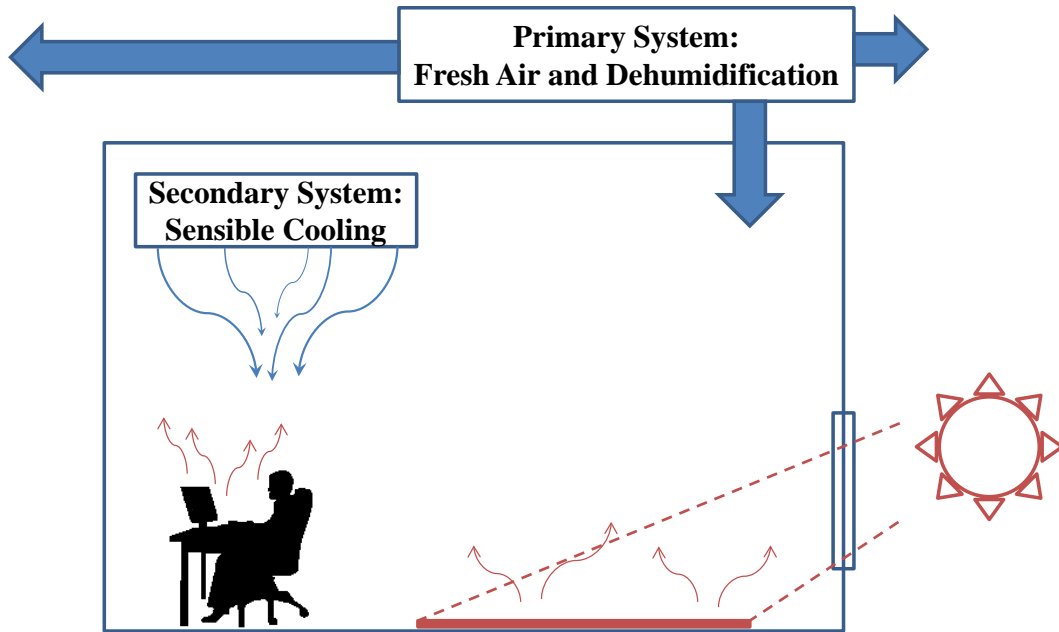 Primary System:
Fresh Air and Dehumidification
Secondary System:
Sensible Cooling